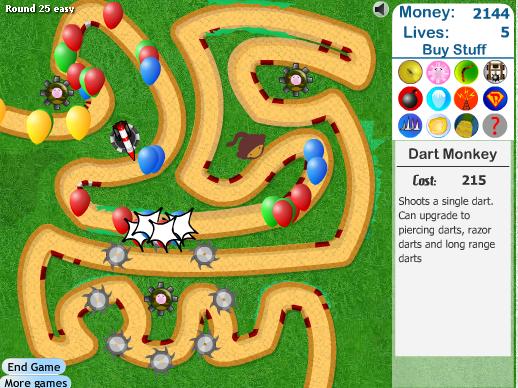 Round 25 easy
Money: 2144
Lives: 5
Buy Stuff
?
Dart Monkey
Cost: 215
Shoots a single dart.
Can upgrade to
piercing darts, razor
darts and long range
darts
End Game
More games